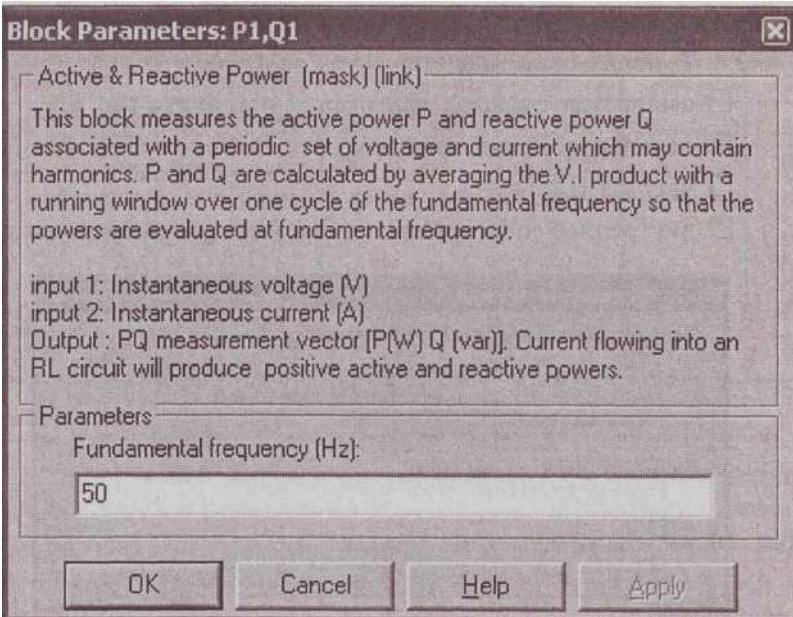 Block Parameters: P1,Q1
Active & Reactive Power (mask) (link)
This block measures the active power P and reactive power Q
associated with a periodic set of voltage and current which may contain
harmonics. P and Q are calculated by averaging the V.I product with a
running window over one cycle of the fundamental frequency so that the
powers are evaluated at fundamental frequency.
input 1: Instantaneous voltage (V)
input 2: Instantaneous current (A)
Output : PQ measurement vector [P(W) Q (var)]. Current flowing into an
RL circuit will produce positive active and reactive powers.
Parameters
Fundamental frequency (Hz):
50
OK Cancel Help Apply